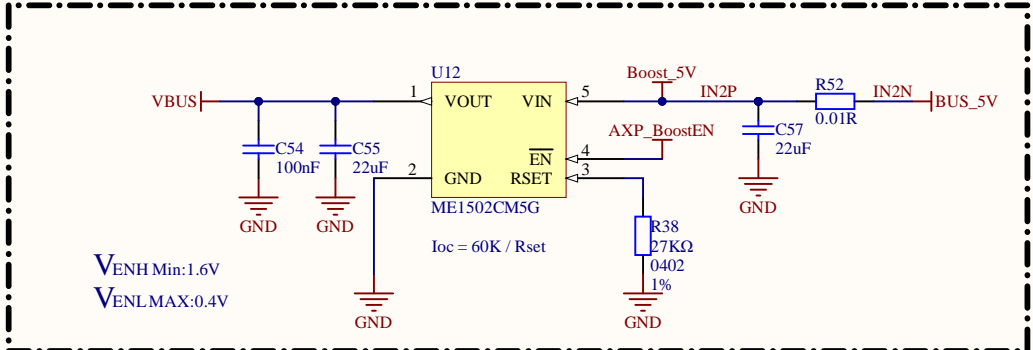 U12
VBUS
1
VOUT
VIN
5
Boost_5V
IN2P
R52
0.01R
IN2N
BUS_5V
C54
100nF
C55
22uF
AXP_BoostEN
C57
22uF
EN
4
2
GND
RSET
3
ME1502CM5G
GND
GND
GND
Ioc = 60K / Rset
R38
27KΩ
0402
1%
VENH Min:1.6V
VENL MAX:0.4V
GND
GND